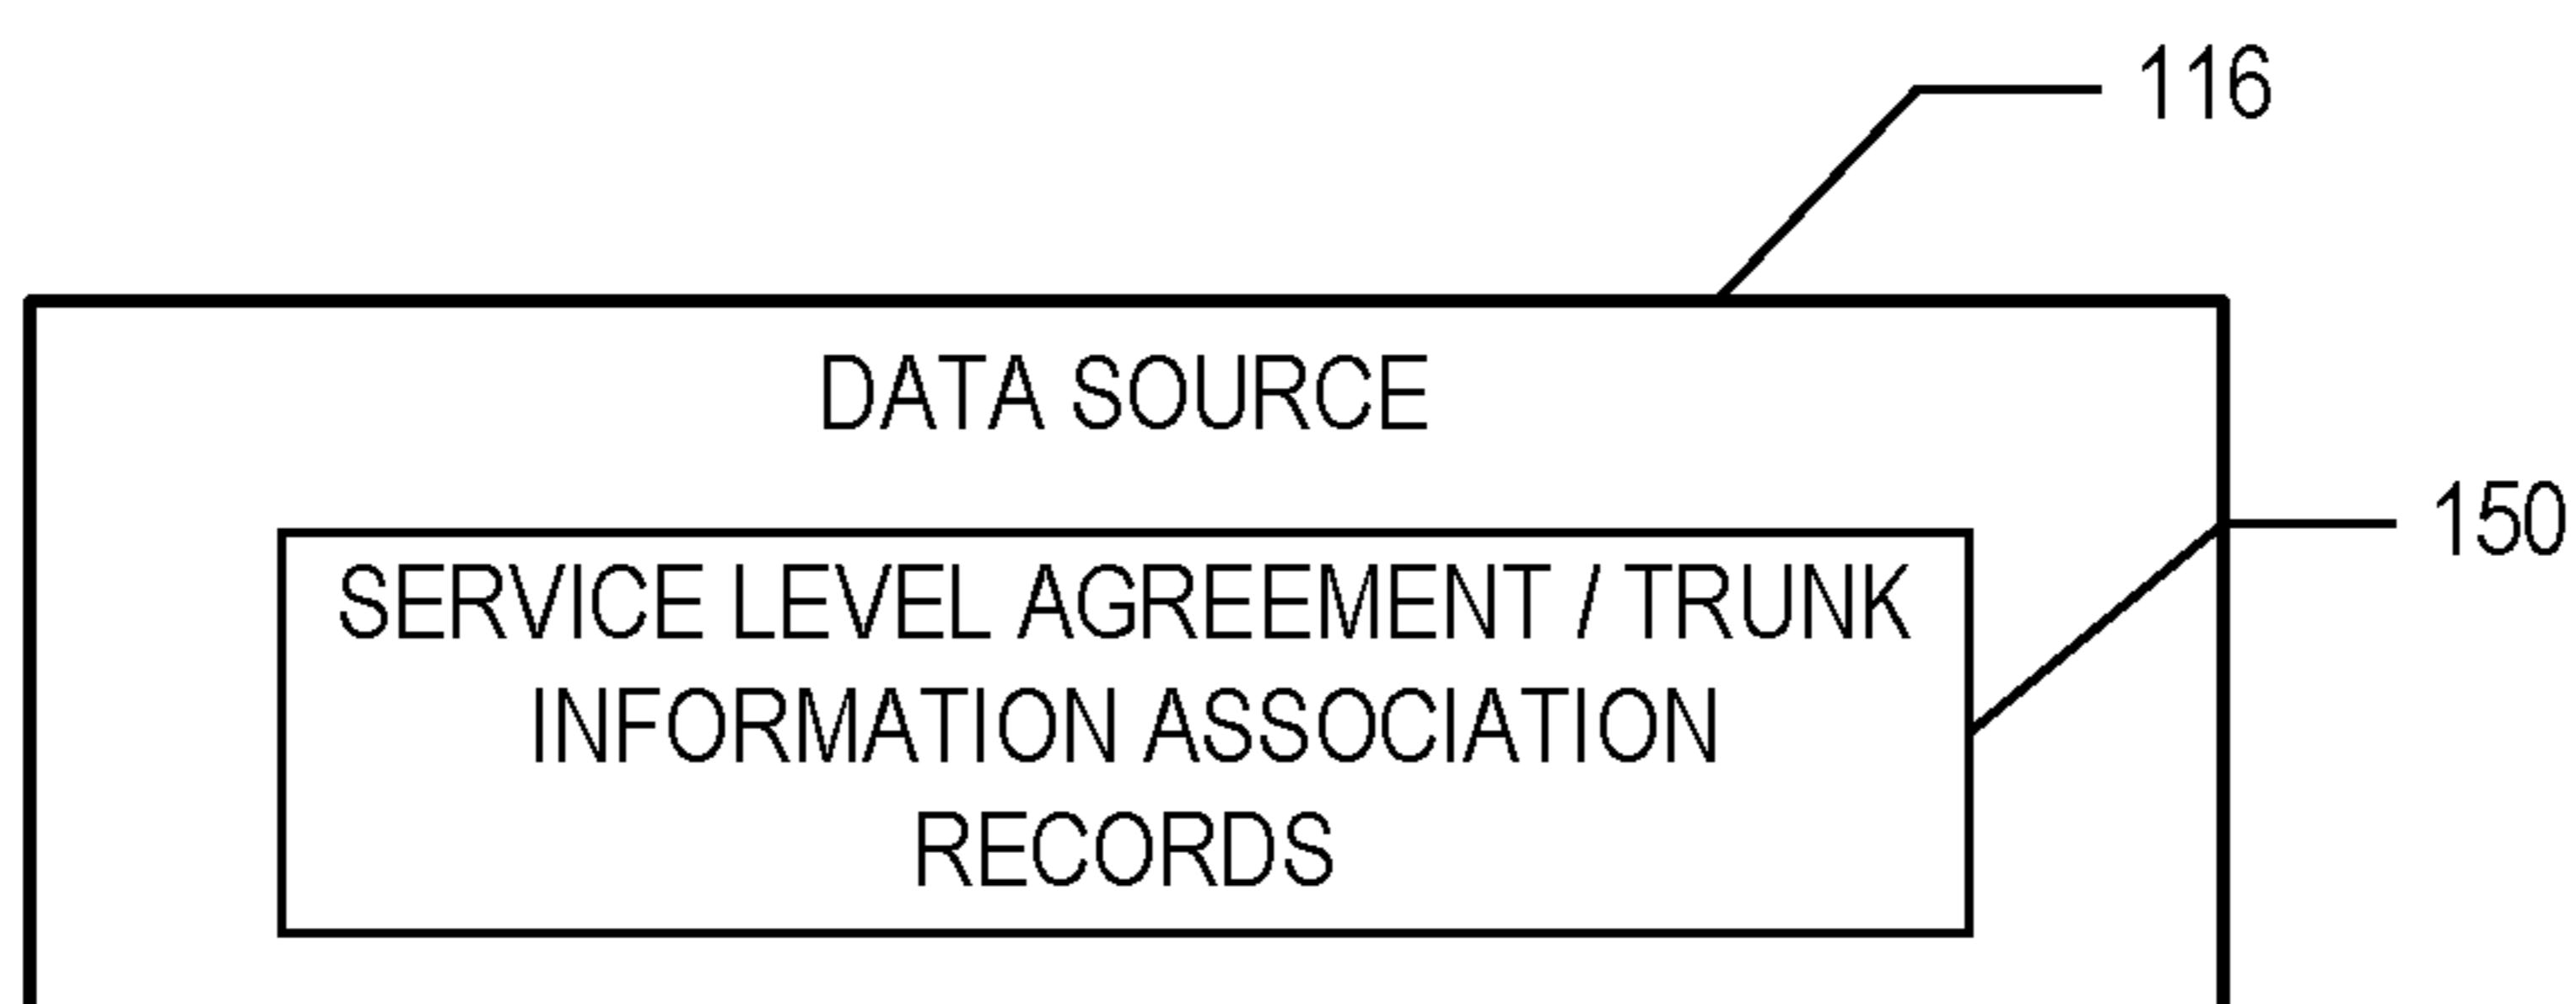 116
DATA SOURCE
150
SERVICE LEVEL AGREEMENT / TRUNK
INFORMATION ASSOCIATION
RECORDS